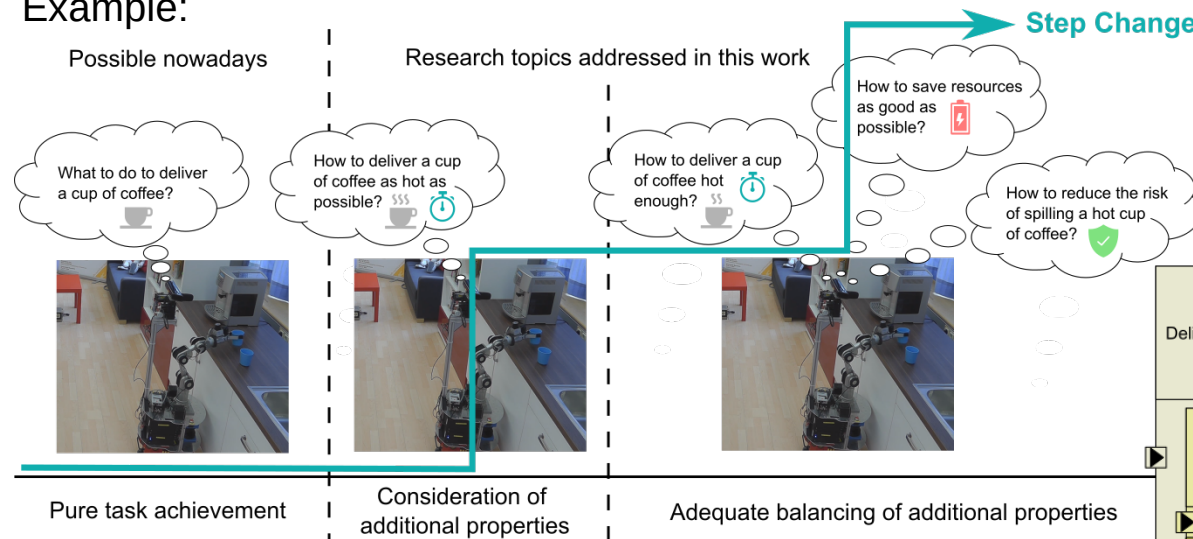 Example:
Step Change
Possible nowadays
Research topics addressed in this work
What to do to deliver
a cup of coffee?
How to deliver a cup
of coffee as hot as
possible?
How to deliver a cup
of coffee hot
enough?
How to save resources
as good as
possible?
How to reduce the risk
of spilling a hot cup
of coffee?
Pure task achievement
Consideration of
additional properties
Adequate balancing of additional properties